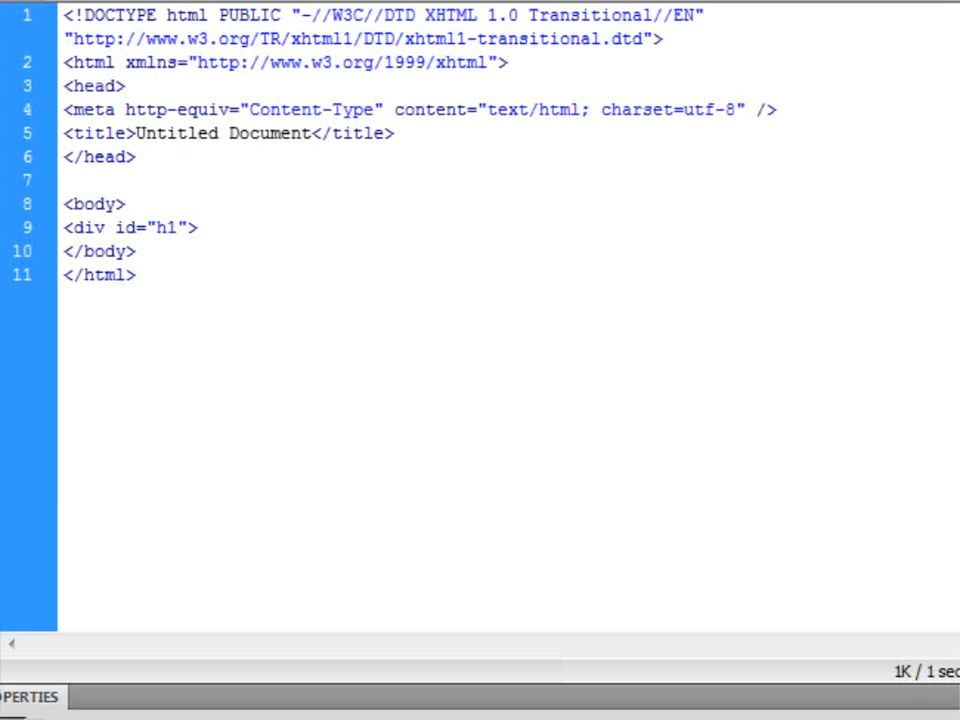 1 <!DOCTYPE html PUBLIC "-//W3C//DTD XHTML 1.0 Transitional//EN"
"http://www.w3.org/TR/xhtml1/DTD/xhtml1-transitional.dtd">
2 <html xmlns="http://www.w3.org/1999/xhtml">
3 <head>
4 <meta http-equiv="Content-Type" content="text/html; charset=utf-8" />
5 <title>Untitled Document</title>
6 </head>
7
8 <body>
9 <div id="h1">
10 </body>
11 </html>
1K / 1 sec
OPERTIES